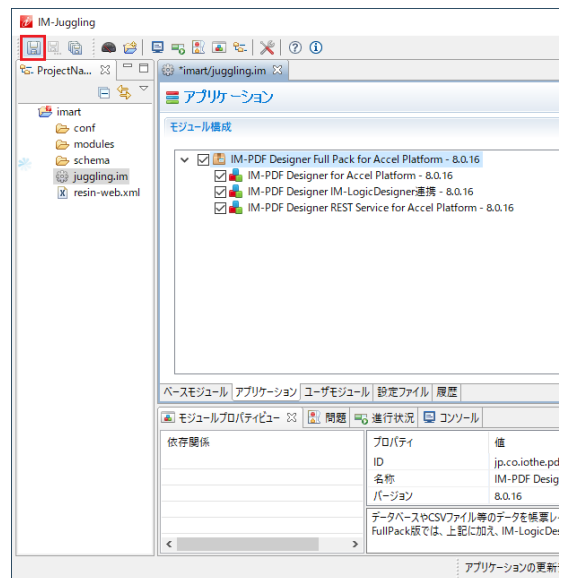 IM-Juggling
ProjectNa...
*imart/juggling.im
imart
conf
modules
schema
juggling.im
resin-web.xml
アプリケーション
モジュール構成
IM-PDF Designer Full Pack for Accel Platform - 8.0.16
IM-PDF Designer for Accel Platform - 8.0.16
IM-PDF Designer IM-LogicDesigner連携 - 8.0.16
IM-PDF Designer REST Service for Accel Platform - 8.0.16
ベースモジュール アプリケーション ユーザモジュール 設定ファイル 履歴
モジュールプロパティビュー 問題 進行状況 コンソール
依存関係
プロパティ 値
ID jp.co.iothe.pd
名称 IM-PDF Desig
バージョン 8.0.16
データベースやCSVファイル等のデータを帳票レ
FullPack版では、上記に加え、IM-LogicDes
アプリケーションの更新